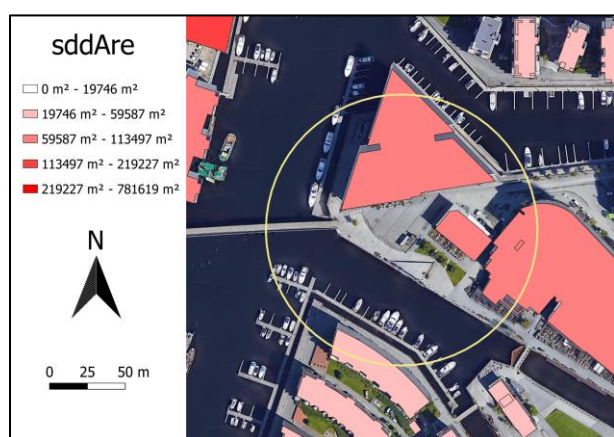 sddAre
0 m² - 19746 m²
19746 m² - 59587 m²
59587 m² - 113497 m²
113497 m² - 219227 m²
219227 m² - 781619 m²
N
0 25 50 m